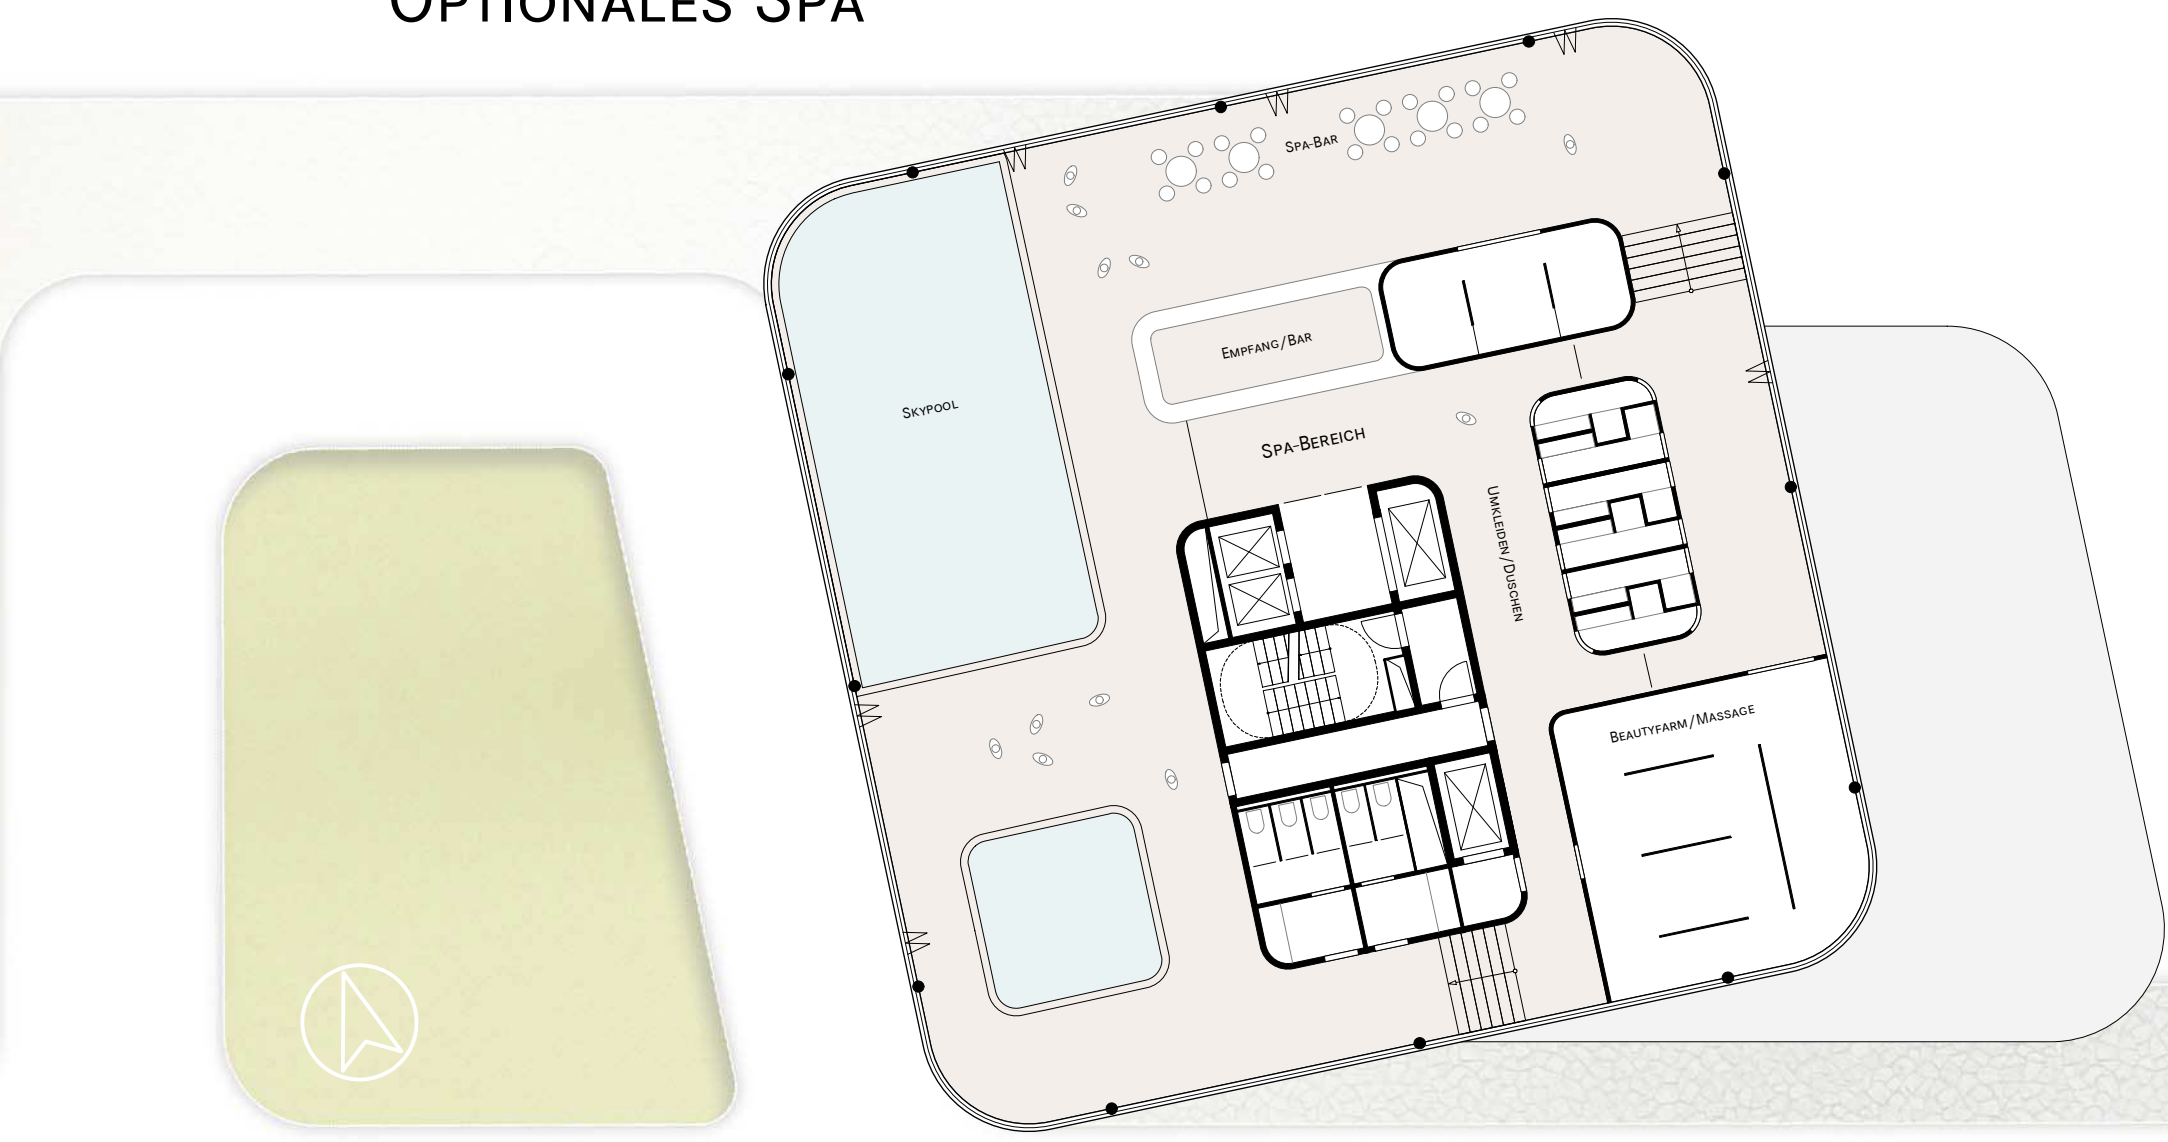 OPTIONALES SPA
SPA-BAR
EMPFANG/BAR
SKYPOOL
SPA-BEREICH
UMKLEIDEN/DUSCHEN
BEAUTYFARM/MASSAGE